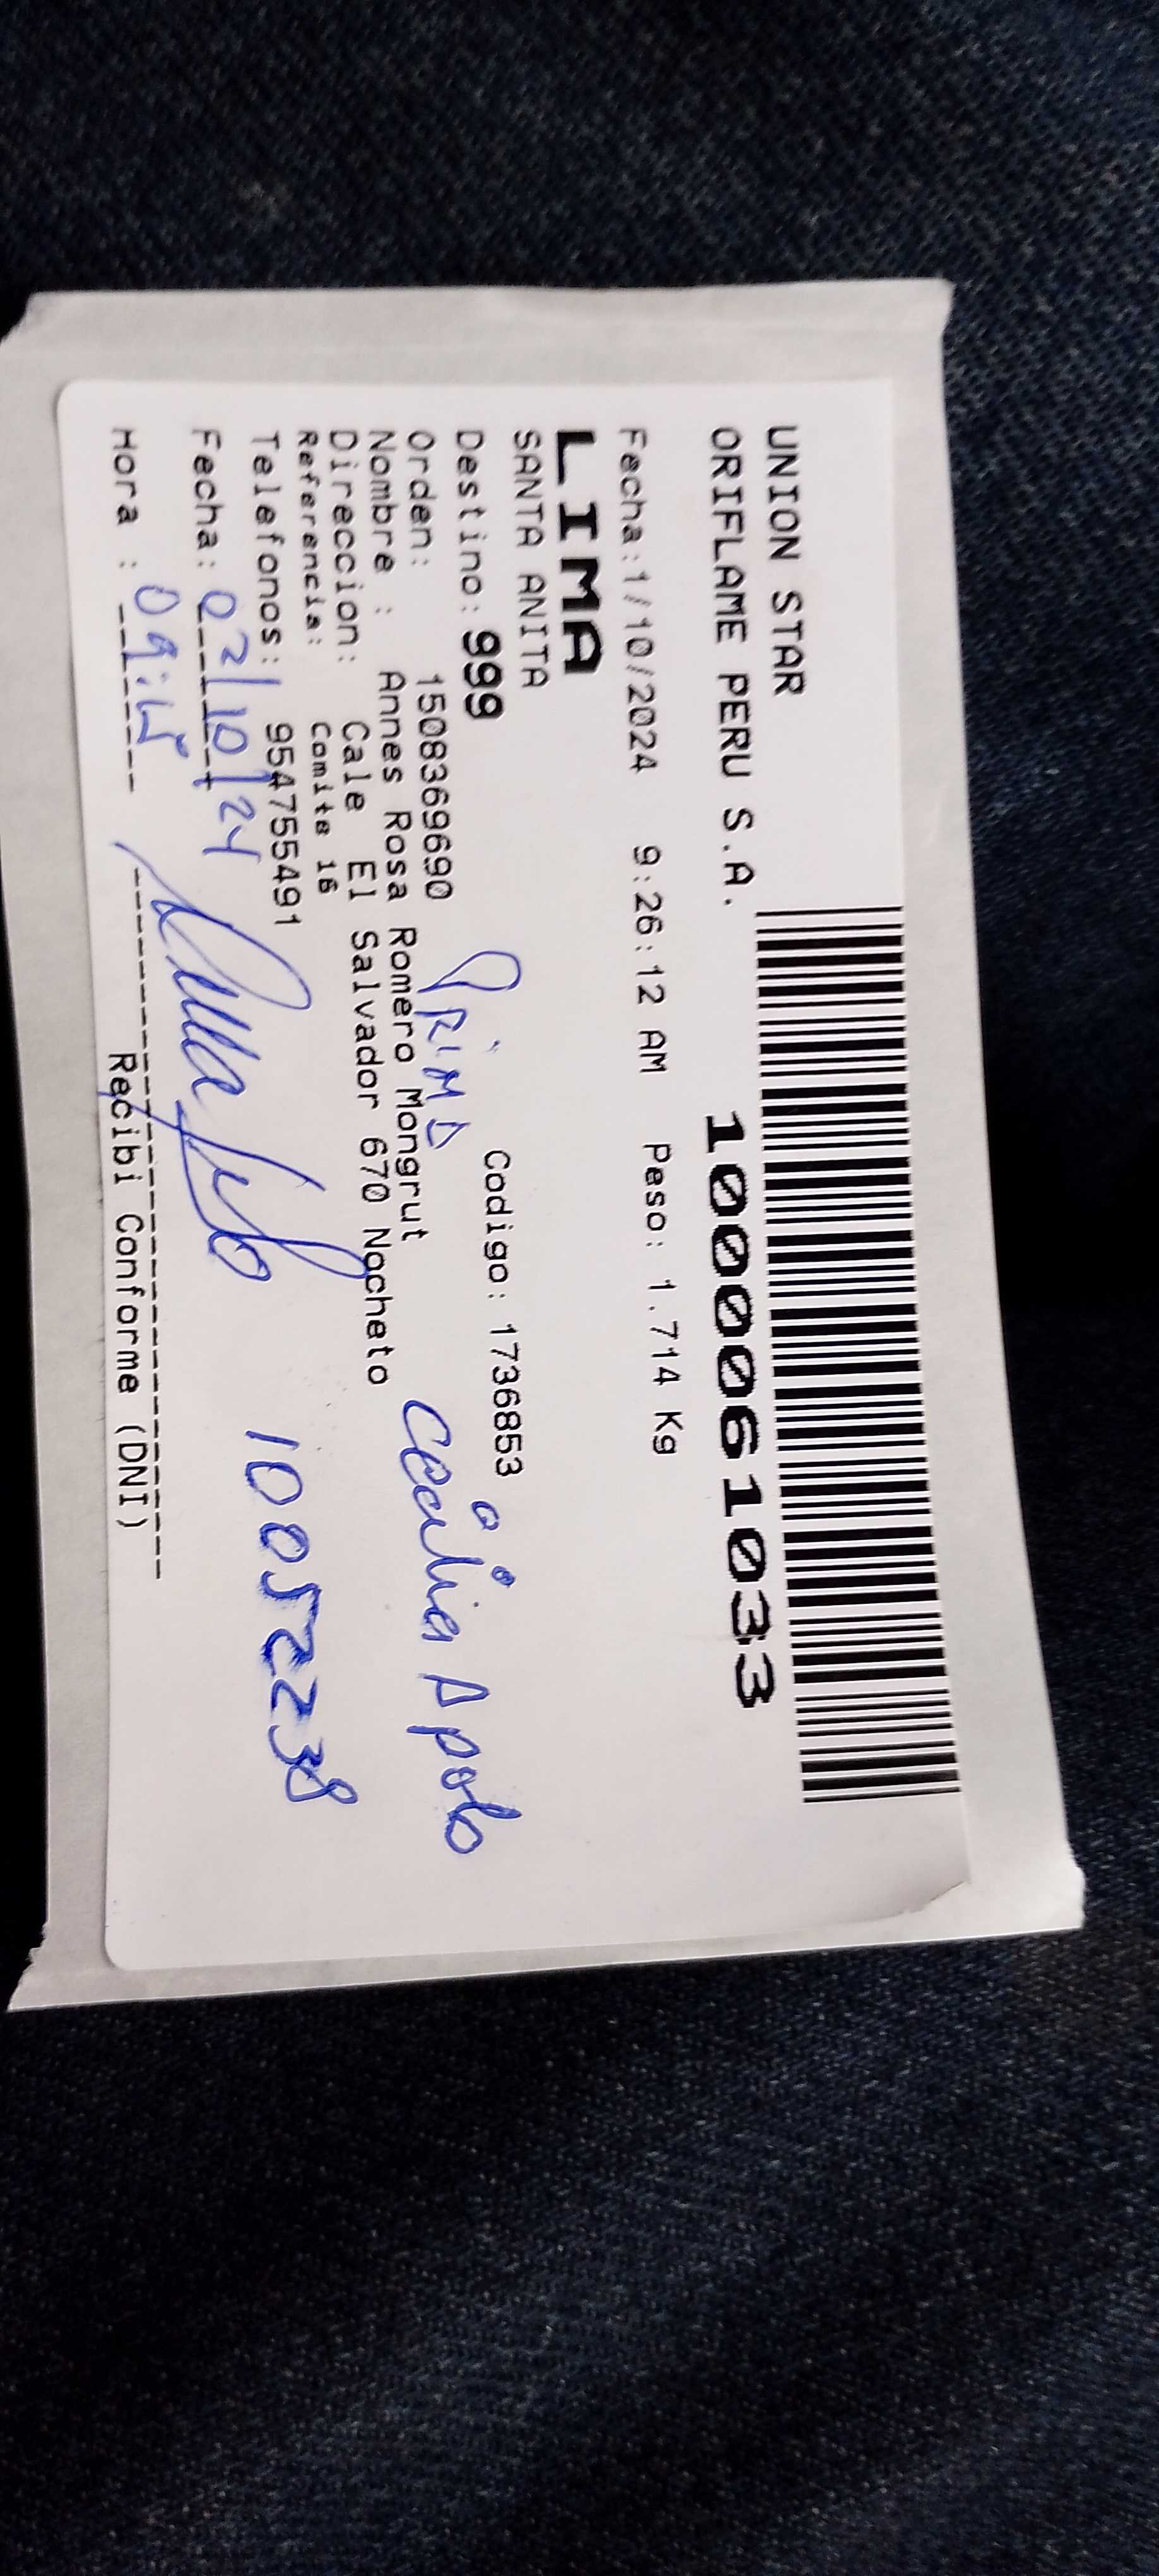 UNION STAR
ORIFLAME PERU S.A.
1000061033
Fecha:1/10/2024 9:26:12 AM Peso: 1.714 Kg
LIMA
SANTA ANITA
Destino: 999 Codigo: 1736853
Orden: 1508369690 PRIMA Cecilia Apolo
Nombre : Annes Rosa Romero Mongrut
Direccion: Cale El Salvador 670 Nocheto
Referencia: Comite 16
Telefonos: 954755491
Fecha: 02/10/24 10052238
Hora : 09:15
Recibi Conforme (DNI)